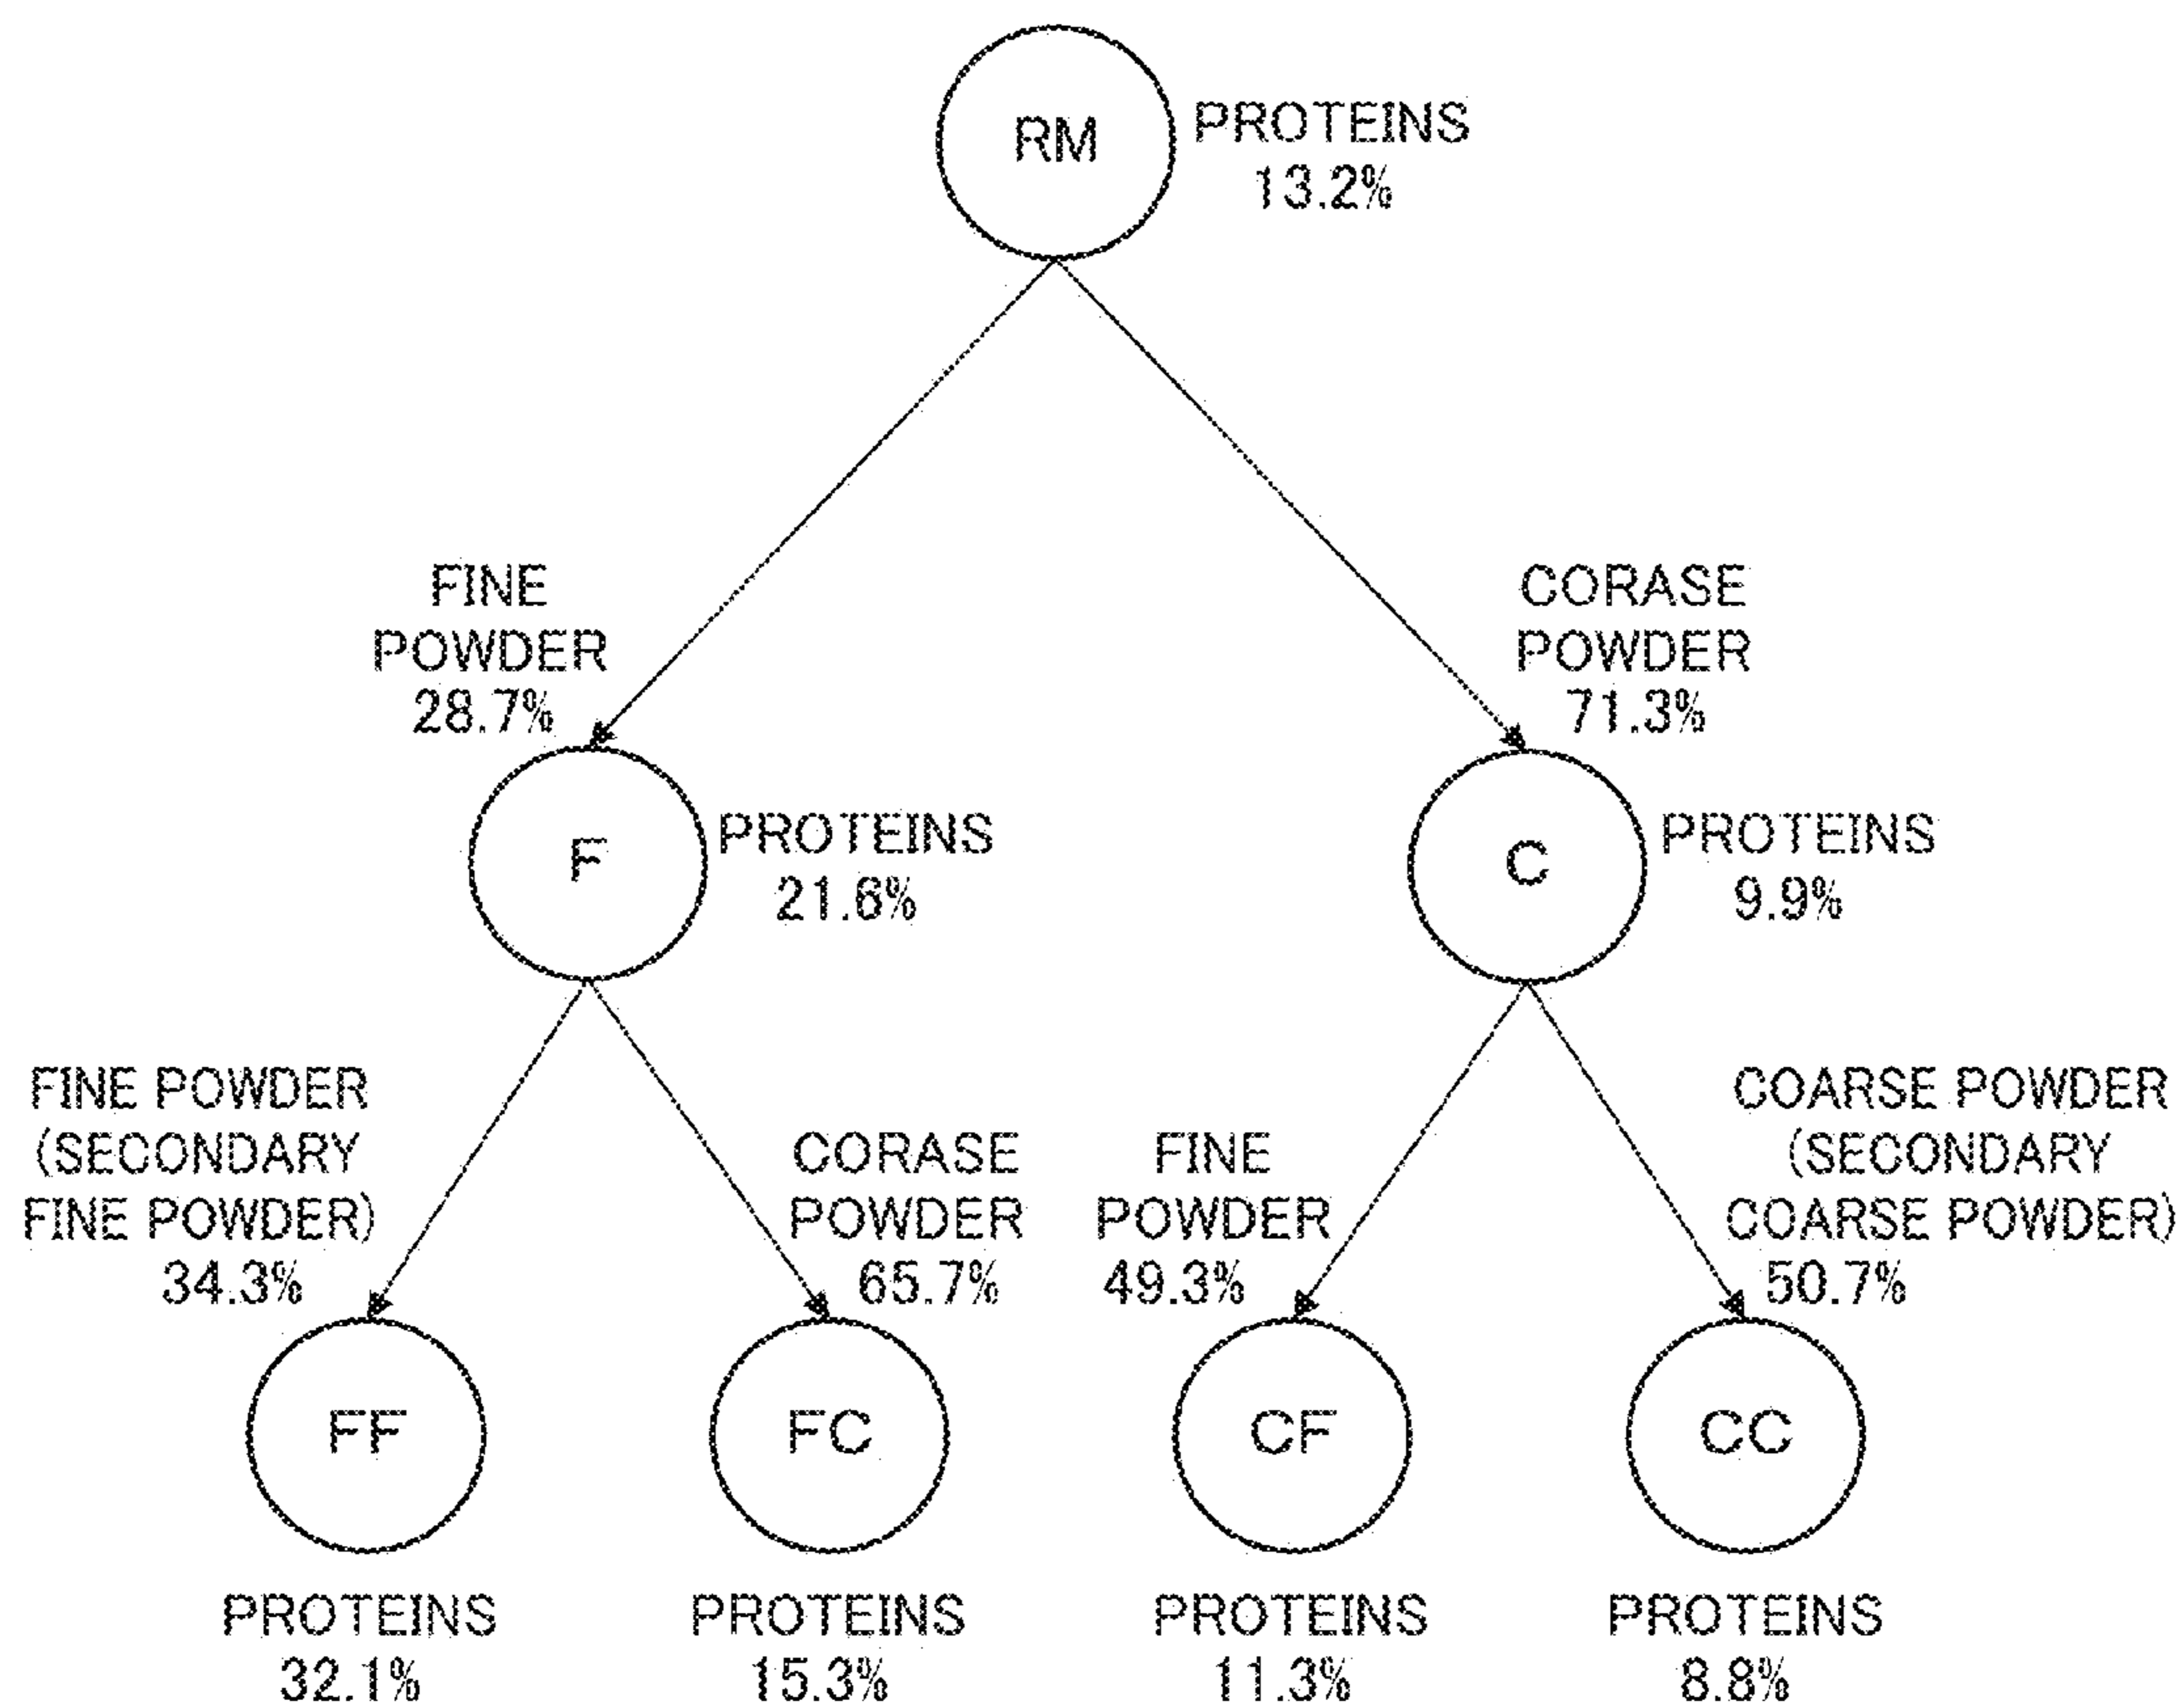 RM
PROTEINS
13.2%
FINE
POWDER
28.7%
CORASE
POWDER
71.3%
F
PROTEINS
21.6%
C
PROTEINS
9.9%
FINE POWDER
(SECONDARY
FINE POWDER)
34.3%
CORASE
POWDER
65.7%
FINE
POWDER
49.3%
COARSE POWDER
(SECONDARY
COARSE POWDER)
50.7%
FF
FC
CF
CC
PROTEINS
32.1%
PROTEINS
15.3%
PROTEINS
11.3%
PROTEINS
8.8%